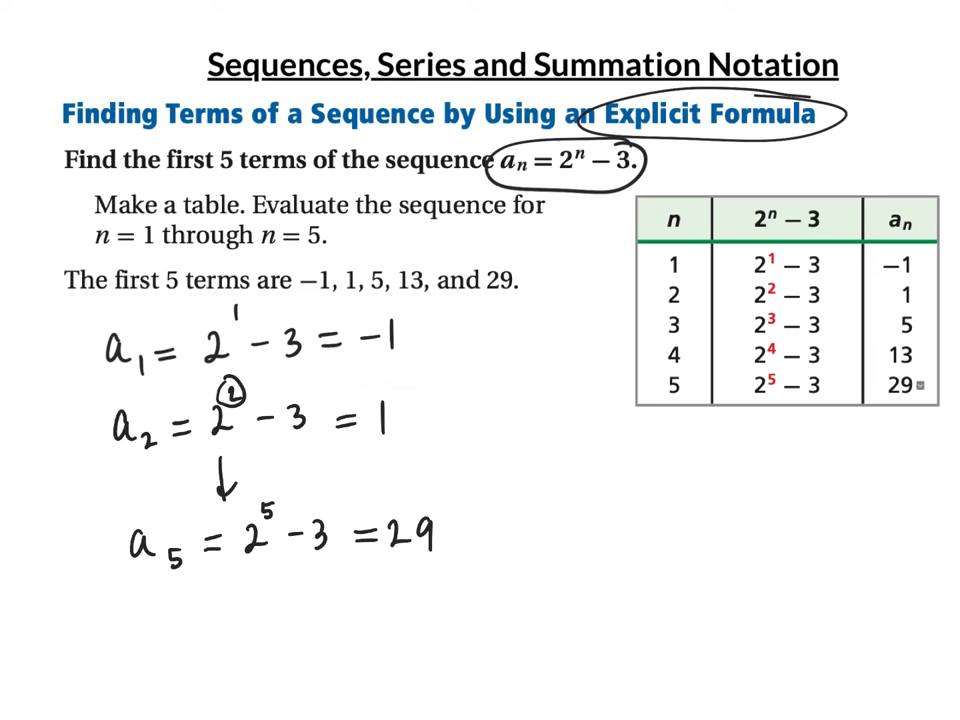 Sequences, Series and Summation Notation
Finding Terms of a Sequence by Using an Explicit Formula
Find the first 5 terms of the sequence aₙ = 2ⁿ − 3.
Make a table. Evaluate the sequence for
n = 1 through n = 5.
The first 5 terms are −1, 1, 5, 13, and 29.
n 2ⁿ − 3 aₙ
1 2¹ − 3 −1
2 2² − 3 1
3 2³ − 3 5
4 2⁴ − 3 13
5 2⁵ − 3 29
a₁ = 2¹ − 3 = −1
a₂ = 2² − 3 = 1
↓
a₅ = 2⁵ − 3 = 29